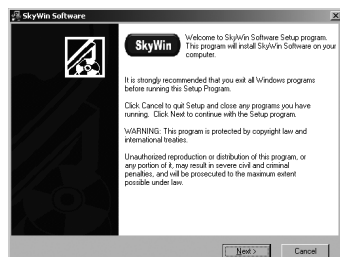 SkyWin Software
SkyWin
Welcome to SkyWin Software Setup program.
This program will install SkyWin Software on your
computer.
It is strongly recommended that you exit all Windows programs
before running this Setup Program.
Click Cancel to quit Setup and close any programs you have
running. Click Next to continue with the Setup program.
WARNING: This program is protected by copyright law and
international treaties.
Unauthorized reproduction or distribution of this program, or
any portion of it, may result in severe civil and criminal
penalties, and will be prosecuted to the maximum extent
possible under law.
Next > Cancel